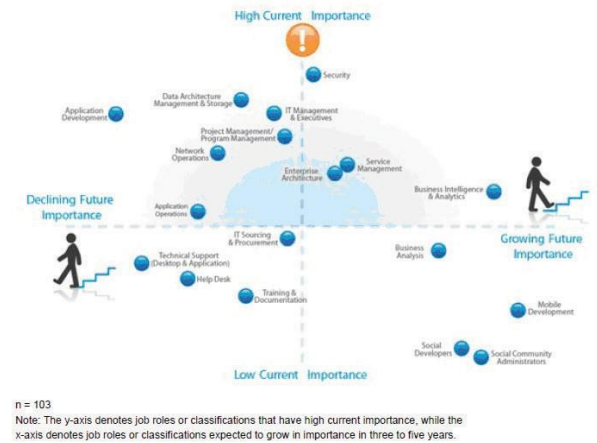 High Current Importance
Security
Data Architecture
Management & Storage
Application
Development
IT Management
& Executives
Project Management/
Program Management
Network
Operations
Service
Management
Enterprise
Architecture
Business Intelligence
& Analytics
Declining Future
Importance
Application
Operations
IT Sourcing
& Procurement
Growing Future
Importance
Business
Analysis
Technical Support
(Desktop & Application)
Help Desk
Training &
Documentation
Mobile
Development
Social
Developers
Social Community
Administrators
Low Current Importance
n = 103
Note: The y-axis denotes job roles or classifications that have high current importance, while the
x-axis denotes job roles or classifications expected to grow in importance in three to five years.